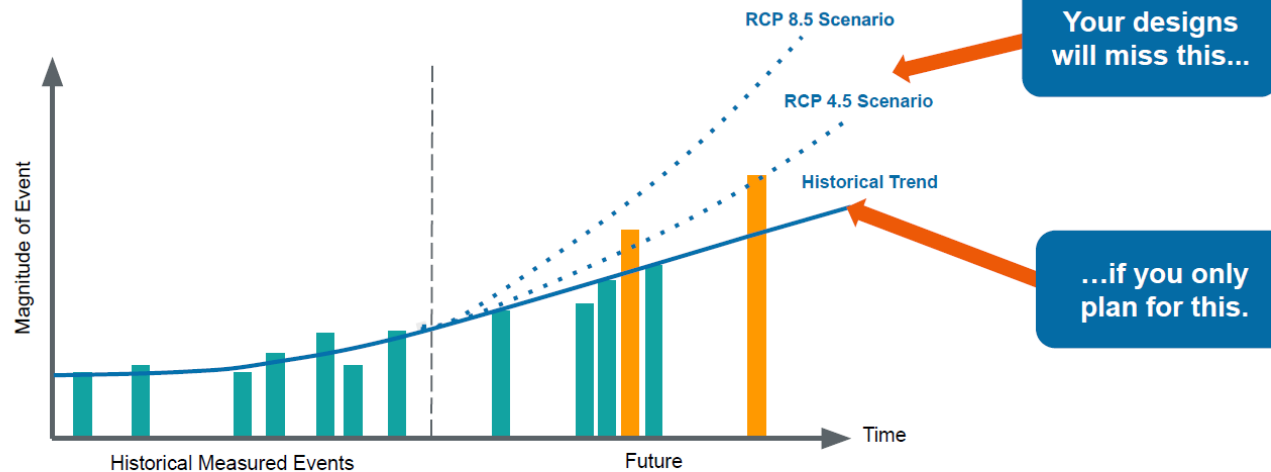 RCP 8.5 Scenario
Your designs
will miss this...
RCP 4.5 Scenario
Historical Trend
...if you only
plan for this.
Magnitude of Event
Time
Historical Measured Events
Future